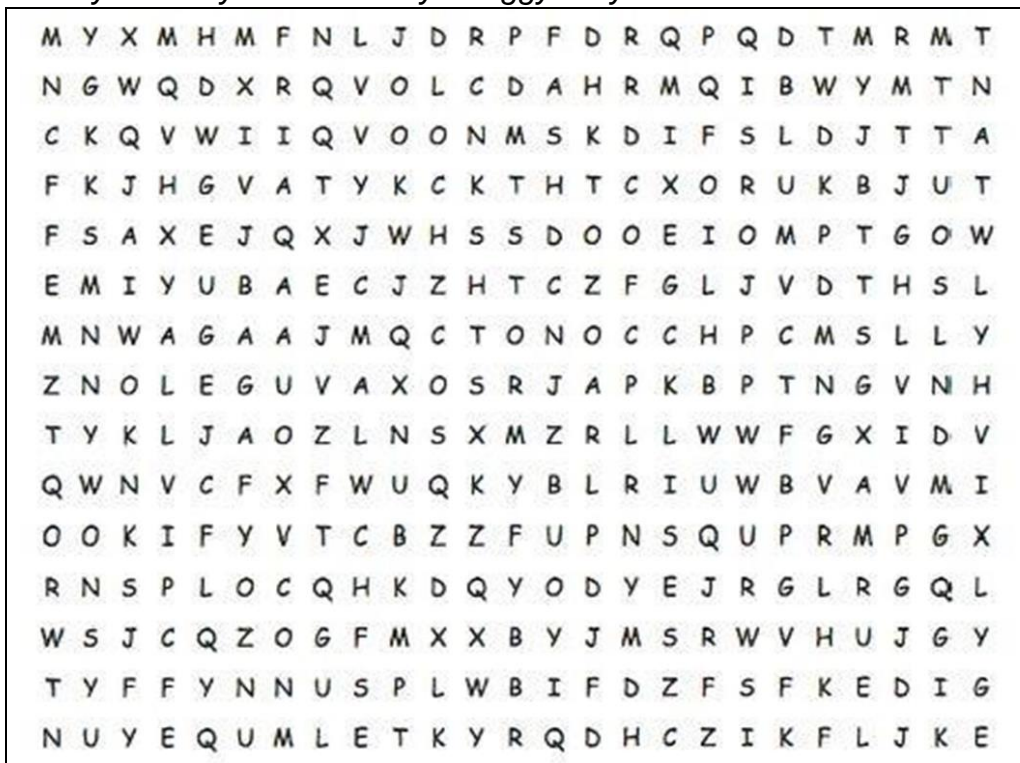 M Y X M H M F N L J D R P F D R Q P Q D T M R M T
N G W Q D X R Q V O L C D A H R M Q I B W Y M T N
C K Q V W I I Q V O O N M S K D I F S L D J T T A
F K J H G V A T Y K C K T H T C X O R U K B J U T
F S A X E J Q X J W H S S D O O E I O M P T G O W
E M I Y U B A E C J Z H T C Z F G L J V D T H S L
M N W A G A A J M Q C T O N O C C H P C M S L L Y
Z N O L E G U V A X O S R J A P K B P T N G V N H
T Y K L J A O Z L N S X M Z R L L W W F G X I D V
Q W N V C F X F W U Q K Y B L R I U W B V A V M I
O O K I F Y V T C B Z Z F U P N S Q U P R M P G X
R N S P L O C Q H K D Q Y O D Y E J R G L R G Q L
W S J C Q Z O G F M X X B Y J M S R W V H U J G Y
T Y F F Y N N U S P L W B I F D Z F S F K E D I G
N U Y E Q U M L E T K Y R Q D H C Z I K F L J K E